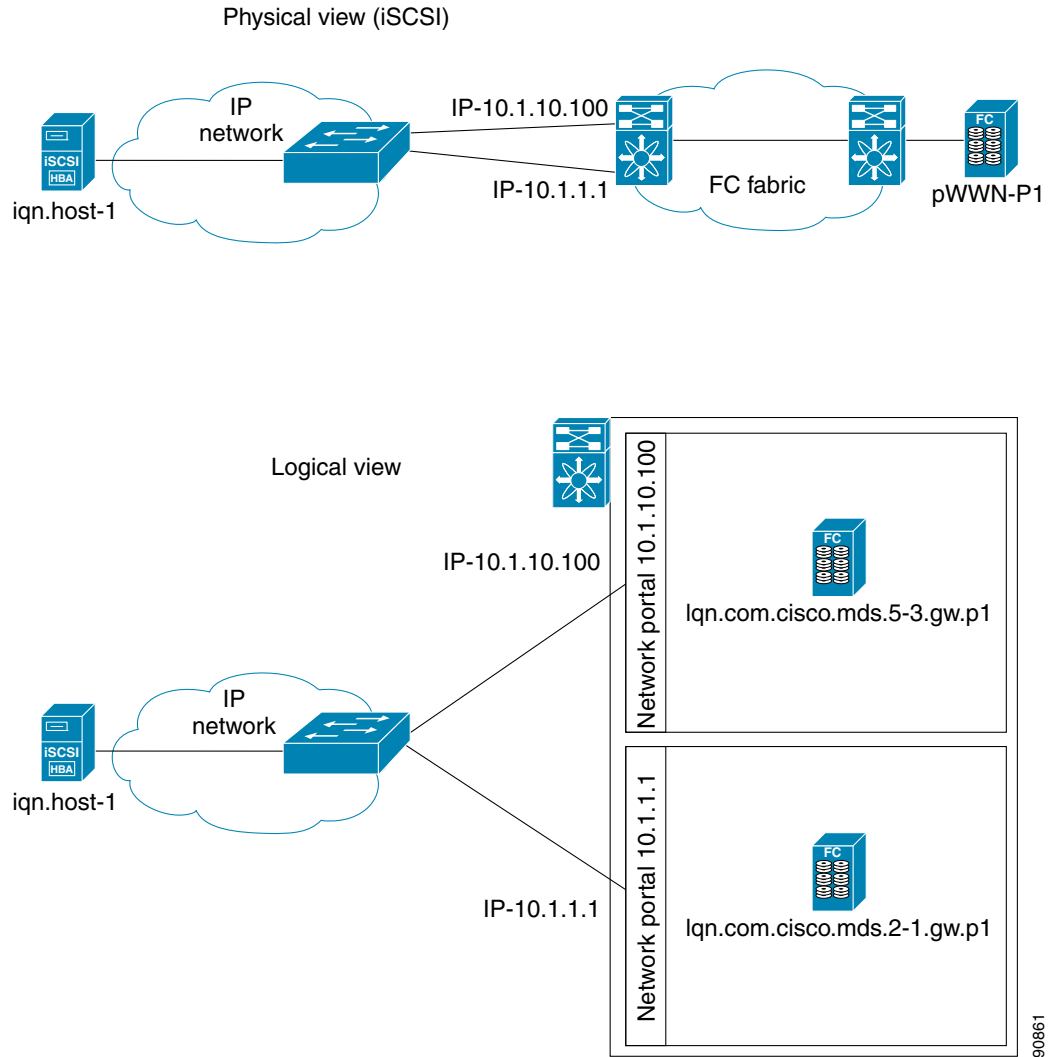 Physical view (iSCSI)
IP
network
IP-10.1.10.100
iSCSI
HBA
iqn.host-1
IP-10.1.1.1
FC fabric
FC
pWWN-P1
Logical view
IP-10.1.10.100
Network portal 10.1.10.100
FC
Iqn.com.cisco.mds.5-3.gw.p1
IP
network
iSCSI
HBA
iqn.host-1
IP-10.1.1.1
Network portal 10.1.1.1
FC
Iqn.com.cisco.mds.2-1.gw.p1
90861